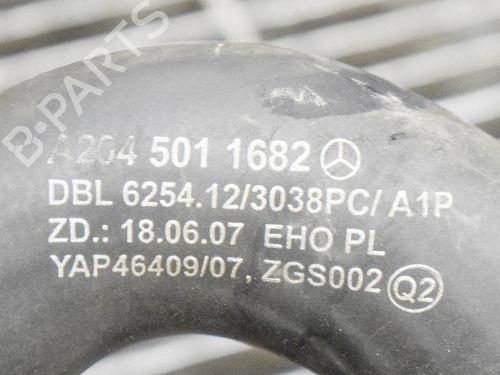 B-PARTS
A204 501 1682
DBL 6254.12/3038PC/ A1P
ZD.: 18.06.07 EHO PL
YAP46409/07, ZGS002 Q2